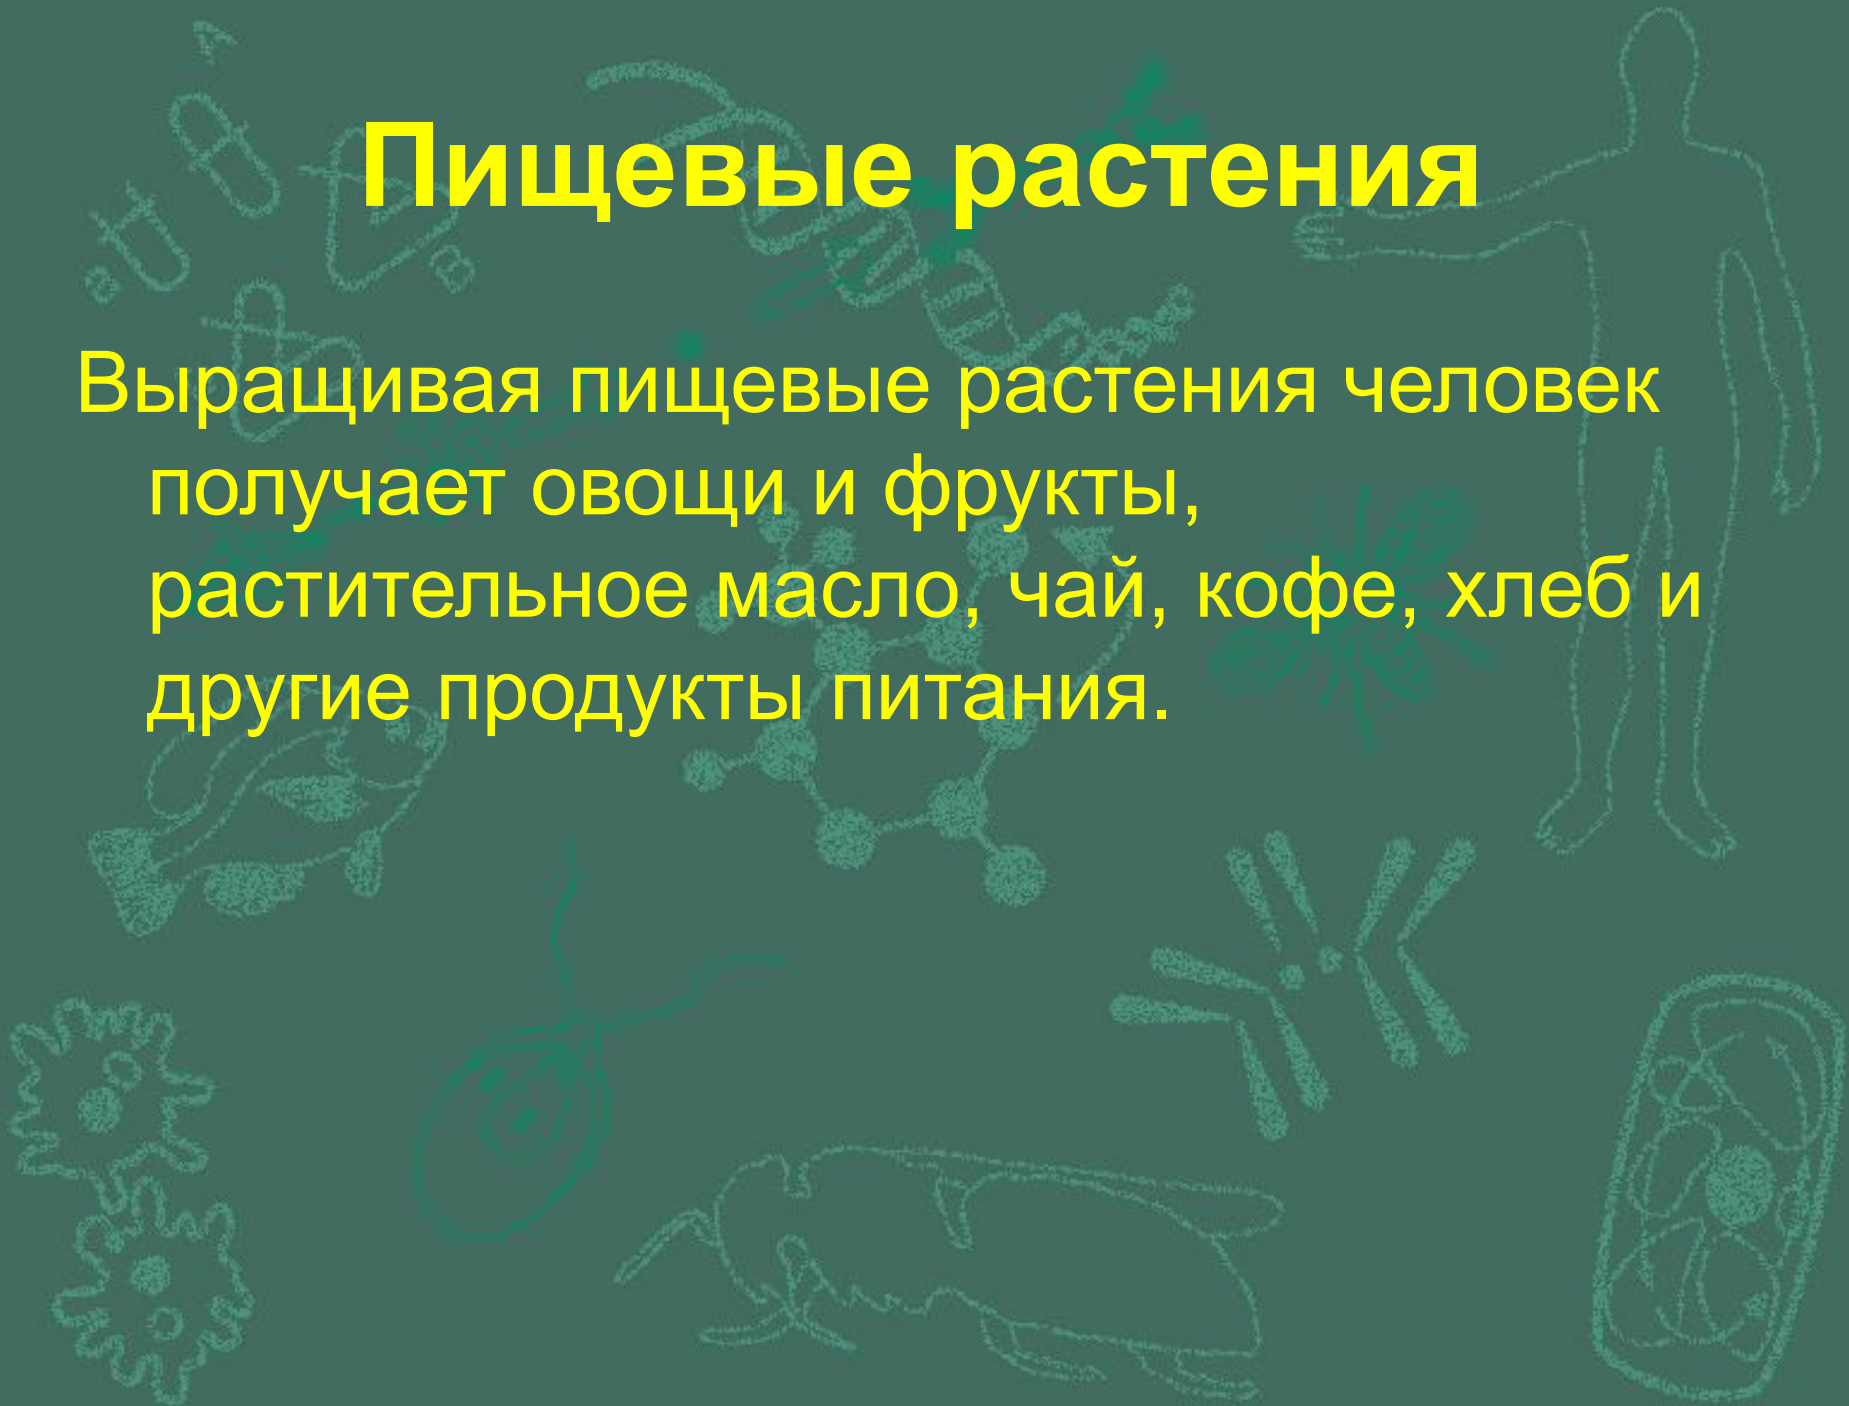 Пищевые растения
Выращивая пищевые растения человек
получает овощи и фрукты,
растительное масло, чай, кофе, хлеб и
другие продукты питания.